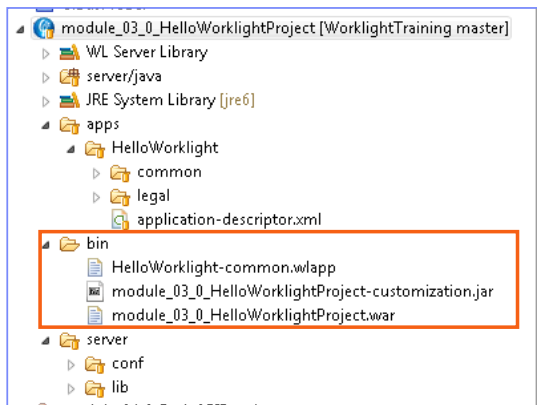 module_03_0_HelloWorklightProject [WorklightTraining master]
WL Server Library
server/java
JRE System Library [jre6]
apps
HelloWorklight
common
legal
application-descriptor.xml
bin
HelloWorklight-common.wlapp
module_03_0_HelloWorklightProject-customization.jar
module_03_0_HelloWorklightProject.war
server
conf
lib